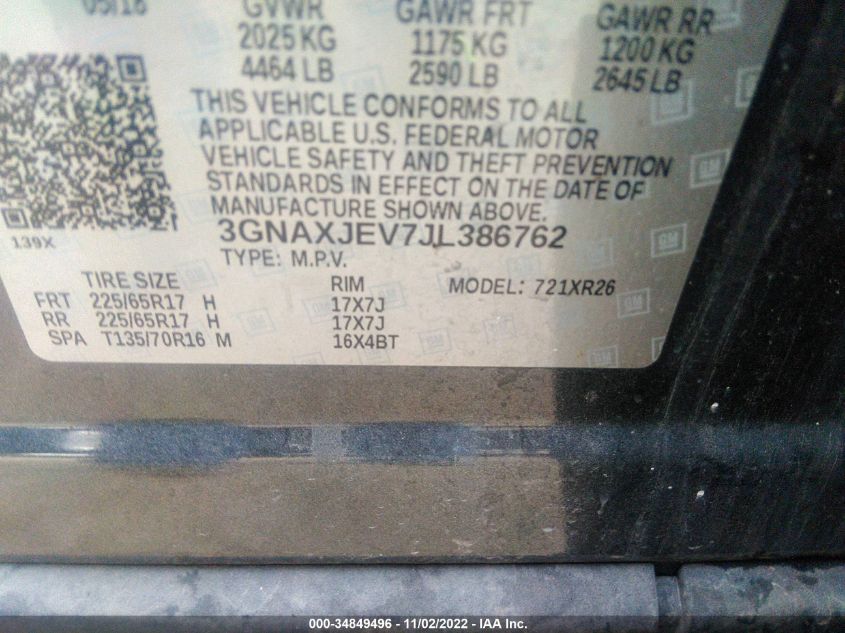 05/18 GVWR GAWR FRT GAWR RR
2025 KG 1175 KG 1200 KG
4464 LB 2590 LB 2645 LB
THIS VEHICLE CONFORMS TO ALL
APPLICABLE U.S. FEDERAL MOTOR
VEHICLE SAFETY AND THEFT PREVENTION
STANDARDS IN EFFECT ON THE DATE OF
MANUFACTURE SHOWN ABOVE.
139X 3GNAXJEV7JL386762
TYPE: M.P.V.
TIRE SIZE RIM MODEL: 721XR26
FRT 225/65R17 H 17X7J
RR 225/65R17 H 17X7J
SPA T135/70R16 M 16X4BT
GM
000-34849496 - 11/02/2022 - IAA Inc.